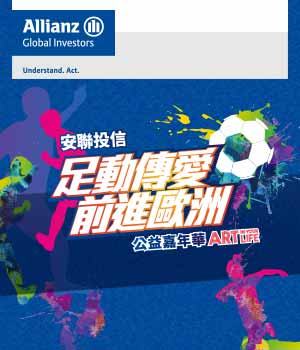 Allianz
Global Investors
Understand. Act.
安聯投信
足動傳愛
前進歐洲
公益嘉年華 ART IN YOUR LIFE